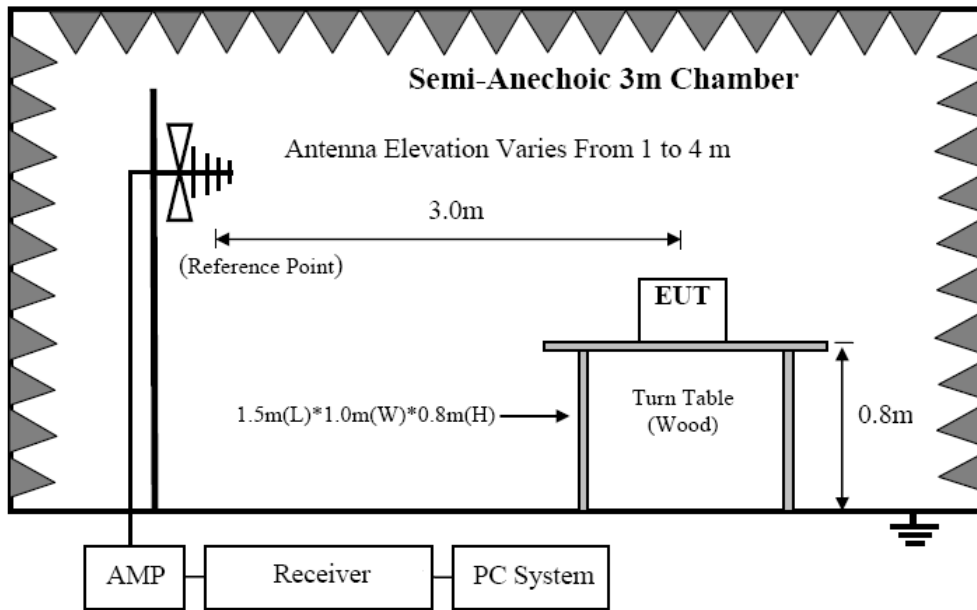 Semi-Anechoic 3m Chamber
Antenna Elevation Varies From 1 to 4 m
3.0m
(Reference Point)
EUT
1.5m(L)*1.0m(W)*0.8m(H)
Turn Table
(Wood)
0.8m
AMP
Receiver
PC System